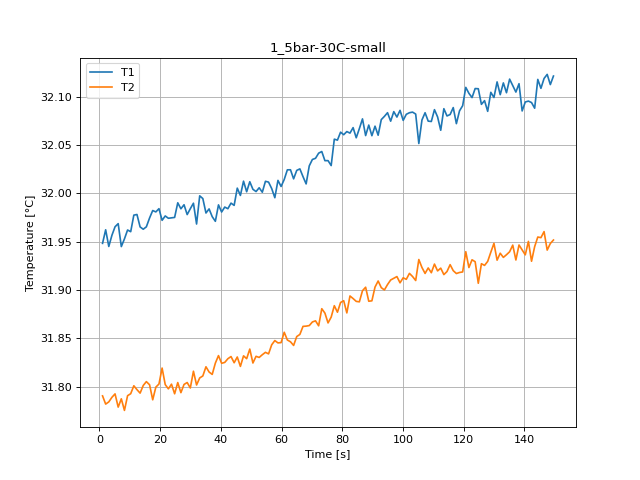 1_5bar-30C-small
T1
T2
Temperature [°C]
32.10
32.05
32.00
31.95
31.90
31.85
31.80
0 20 40 60 80 100 120 140
Time [s]